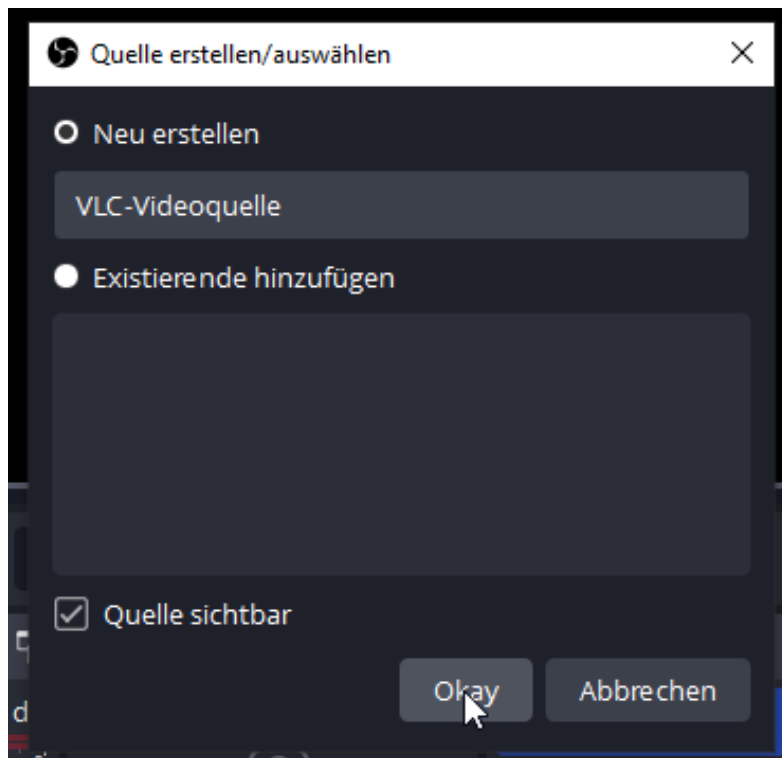 Quelle erstellen/auswählen
Neu erstellen
VLC-Videoquelle
Existierende hinzufügen
Quelle sichtbar
Okay Abbrechen
d